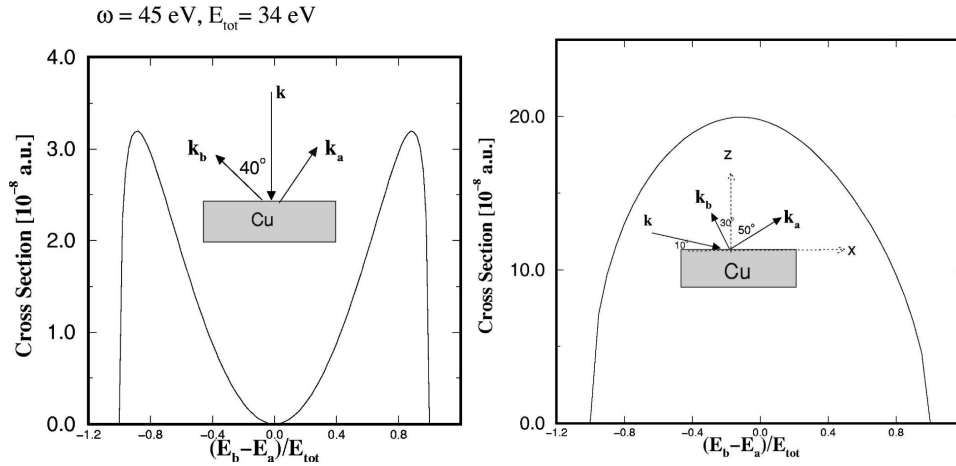 ω = 45 eV, E_tot= 34 eV
Cross Section [10⁻⁸ a.u.]
4.0
3.0
2.0
1.0
0.0
k
k_b
40°
k_a
Cu
-1.2
-0.8
-0.4
0.0
0.4
0.8
(E_b−E_a)/E_tot
Cross Section [10⁻⁸ a.u.]
20.0
10.0
0.0
z
k_b
k_a
k
30°
50°
10°
x
Cu
-1.2
-0.8
-0.4
0.0
0.4
0.8
(E_b−E_a)/E_tot